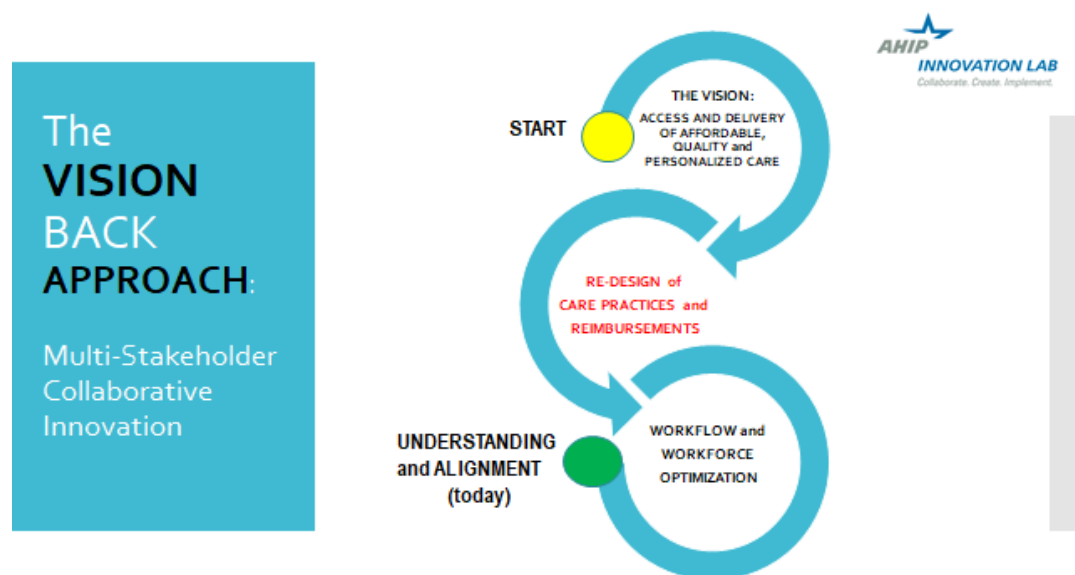 The
VISION
BACK
APPROACH:
Multi-Stakeholder
Collaborative
Innovation
AHIP
INNOVATION LAB
Collaborate. Create. Implement.
START
THE VISION:
ACCESS AND DELIVERY
OF AFFORDABLE,
QUALITY and
PERSONALIZED CARE
RE-DESIGN of
CARE PRACTICES and
REIMBURSEMENTS
UNDERSTANDING
and ALIGNMENT
(today)
WORKFLOW and
WORKFORCE
OPTIMIZATION